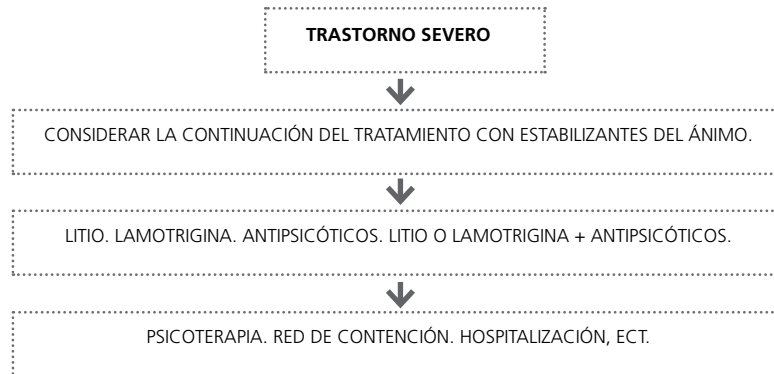 TRASTORNO SEVERO
CONSIDERAR LA CONTINUACIÓN DEL TRATAMIENTO CON ESTABILIZANTES DEL ÁNIMO.
LITIO. LAMOTRIGINA. ANTIPSICÓTICOS. LITIO O LAMOTRIGINA + ANTIPSICÓTICOS.
PSICOTERAPIA. RED DE CONTENCIÓN. HOSPITALIZACIÓN, ECT.